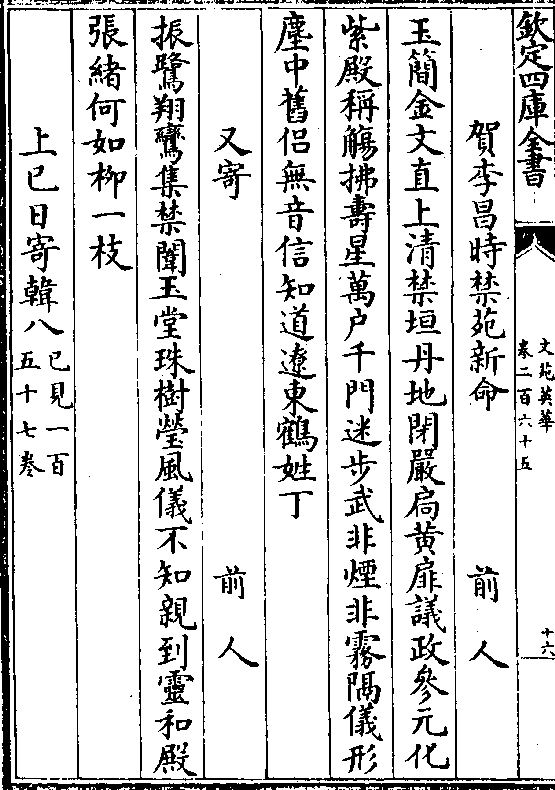 欽定四庫全書
文苑英華
卷二百六十五
十六
賀李昌時禁苑新命 前人
玉簡金文直上清禁垣丹地閉嚴扃黄扉議政參元化
紫殿稱觴拂壽星萬户千門迷步武非煙非霧隔儀形
塵中舊侶無音信知道遼東鶴姓丁
又寄 前人
振鷺翔鸞集禁闈玉堂珠樹瑩風儀不知親到靈和殿
張緒何如柳一枝
上巳日寄韓八已見一百
五十七卷